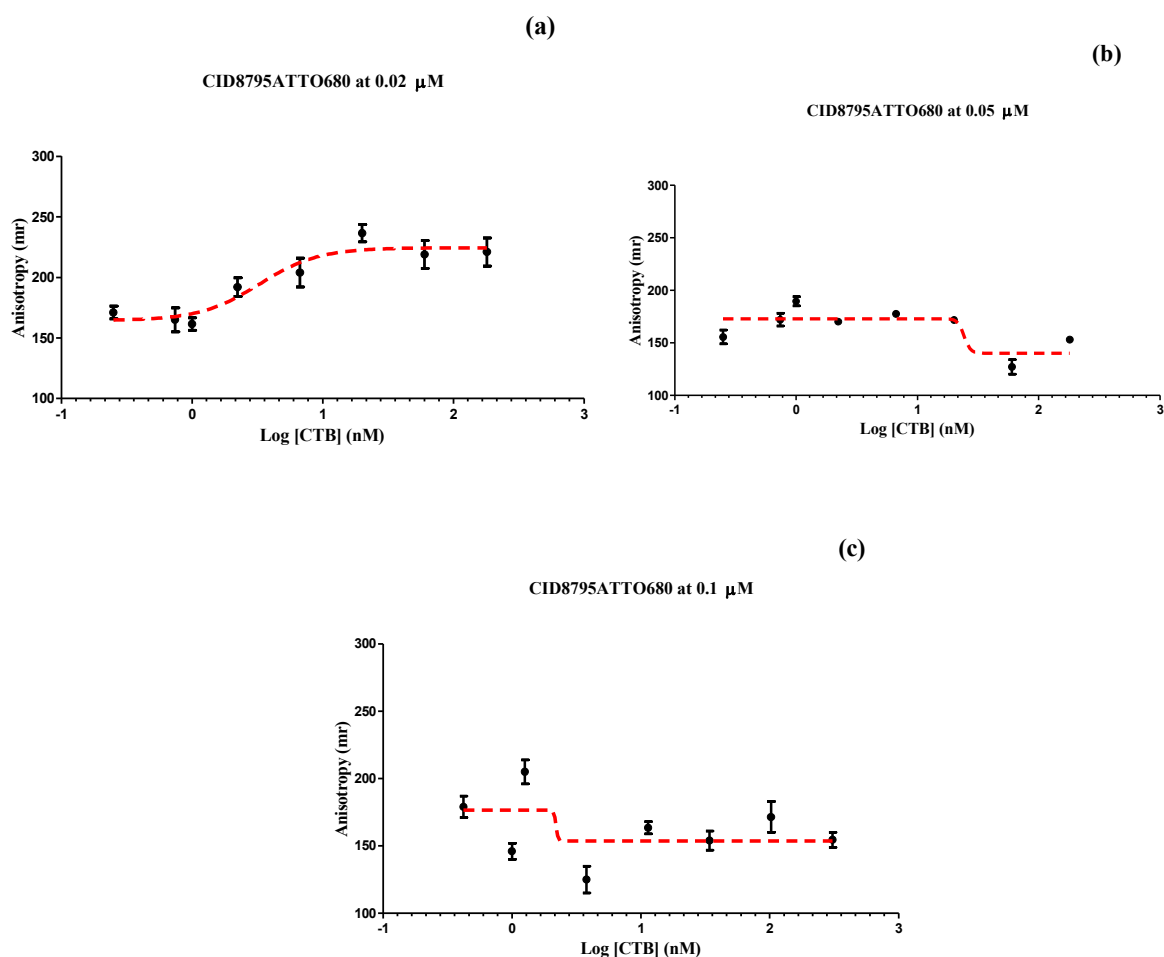 (a)
CID8795ATTO680 at 0.02 μM
300
250
200
150
100
Anisotropy (mr)
-1
0
1
2
3
Log [CTB] (nM)
(b)
CID8795ATTO680 at 0.05 μM
300
250
200
150
100
Anisotropy (mr)
-1
0
1
2
3
Log [CTB] (nM)
(c)
CID8795ATTO680 at 0.1 μM
300
250
200
150
100
Anisotropy (mr)
-1
0
1
2
3
Log [CTB] (nM)